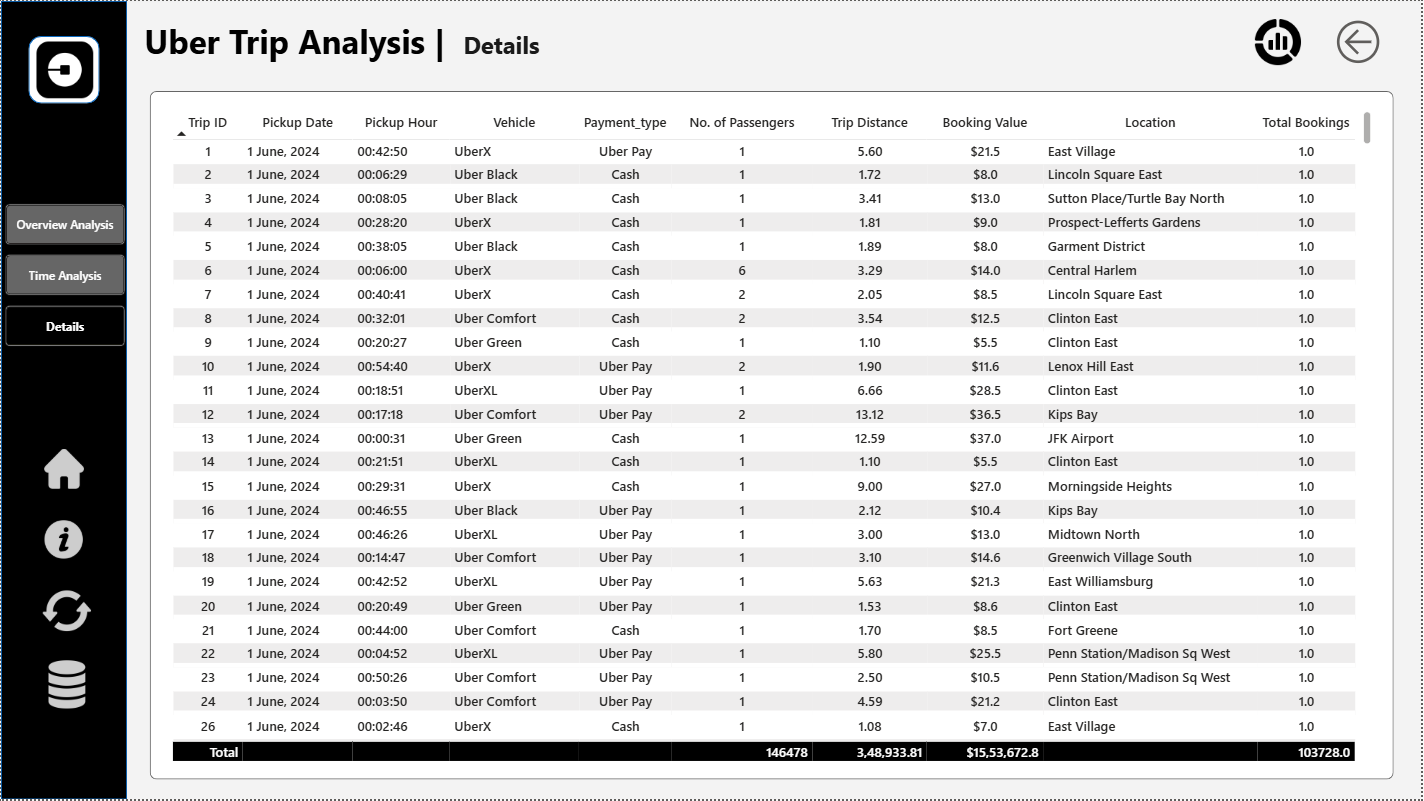 Uber Trip Analysis | Details
Overview Analysis
Time Analysis
Details
Trip ID Pickup Date Pickup Hour Vehicle Payment_type No. of Passengers Trip Distance Booking Value Location Total Bookings
1 1 June, 2024 00:42:50 UberX Uber Pay 1 5.60 $21.5 East Village 1.0
2 1 June, 2024 00:06:29 Uber Black Cash 1 1.72 $8.0 Lincoln Square East 1.0
3 1 June, 2024 00:08:05 Uber Black Cash 1 3.41 $13.0 Sutton Place/Turtle Bay North 1.0
4 1 June, 2024 00:28:20 UberX Cash 1 1.81 $9.0 Prospect-Lefferts Gardens 1.0
5 1 June, 2024 00:38:05 Uber Black Cash 1 1.89 $8.0 Garment District 1.0
6 1 June, 2024 00:06:00 UberX Cash 6 3.29 $14.0 Central Harlem 1.0
7 1 June, 2024 00:40:41 UberX Cash 2 2.05 $8.5 Lincoln Square East 1.0
8 1 June, 2024 00:32:01 Uber Comfort Cash 2 3.54 $12.5 Clinton East 1.0
9 1 June, 2024 00:20:27 Uber Green Cash 1 1.10 $5.5 Clinton East 1.0
10 1 June, 2024 00:54:40 UberX Uber Pay 2 1.90 $11.6 Lenox Hill East 1.0
11 1 June, 2024 00:18:51 UberXL Uber Pay 1 6.66 $28.5 Clinton East 1.0
12 1 June, 2024 00:17:18 Uber Comfort Uber Pay 2 13.12 $36.5 Kips Bay 1.0
13 1 June, 2024 00:00:31 Uber Green Cash 1 12.59 $37.0 JFK Airport 1.0
14 1 June, 2024 00:21:51 UberXL Cash 1 1.10 $5.5 Clinton East 1.0
15 1 June, 2024 00:29:31 UberX Cash 1 9.00 $27.0 Morningside Heights 1.0
16 1 June, 2024 00:46:55 Uber Black Uber Pay 1 2.12 $10.4 Kips Bay 1.0
17 1 June, 2024 00:46:26 UberXL Uber Pay 1 3.00 $13.0 Midtown North 1.0
18 1 June, 2024 00:14:47 Uber Comfort Uber Pay 1 3.10 $14.6 Greenwich Village South 1.0
19 1 June, 2024 00:42:52 UberXL Uber Pay 1 5.63 $21.3 East Williamsburg 1.0
20 1 June, 2024 00:20:49 Uber Green Uber Pay 1 1.53 $8.6 Clinton East 1.0
21 1 June, 2024 00:44:00 Uber Comfort Cash 1 1.70 $8.5 Fort Greene 1.0
22 1 June, 2024 00:04:52 UberXL Uber Pay 1 5.80 $25.5 Penn Station/Madison Sq West 1.0
23 1 June, 2024 00:50:26 Uber Comfort Uber Pay 1 2.50 $10.5 Penn Station/Madison Sq West 1.0
24 1 June, 2024 00:03:50 Uber Comfort Uber Pay 1 4.59 $21.2 Clinton East 1.0
26 1 June, 2024 00:02:46 UberX Cash 1 1.08 $7.0 East Village 1.0
Total 146478 3,48,933.81 $15,53,672.8 103728.0